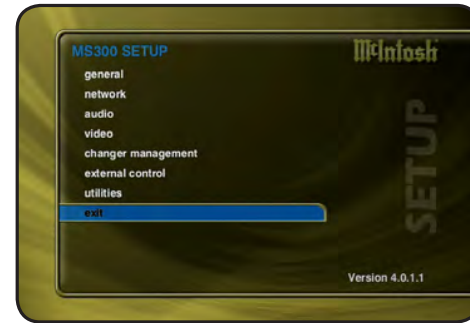 MS300 SETUP
McIntosh
general
network
audio
video
changer management
external control
utilities
exit
SETUP
Version 4.0.1.1